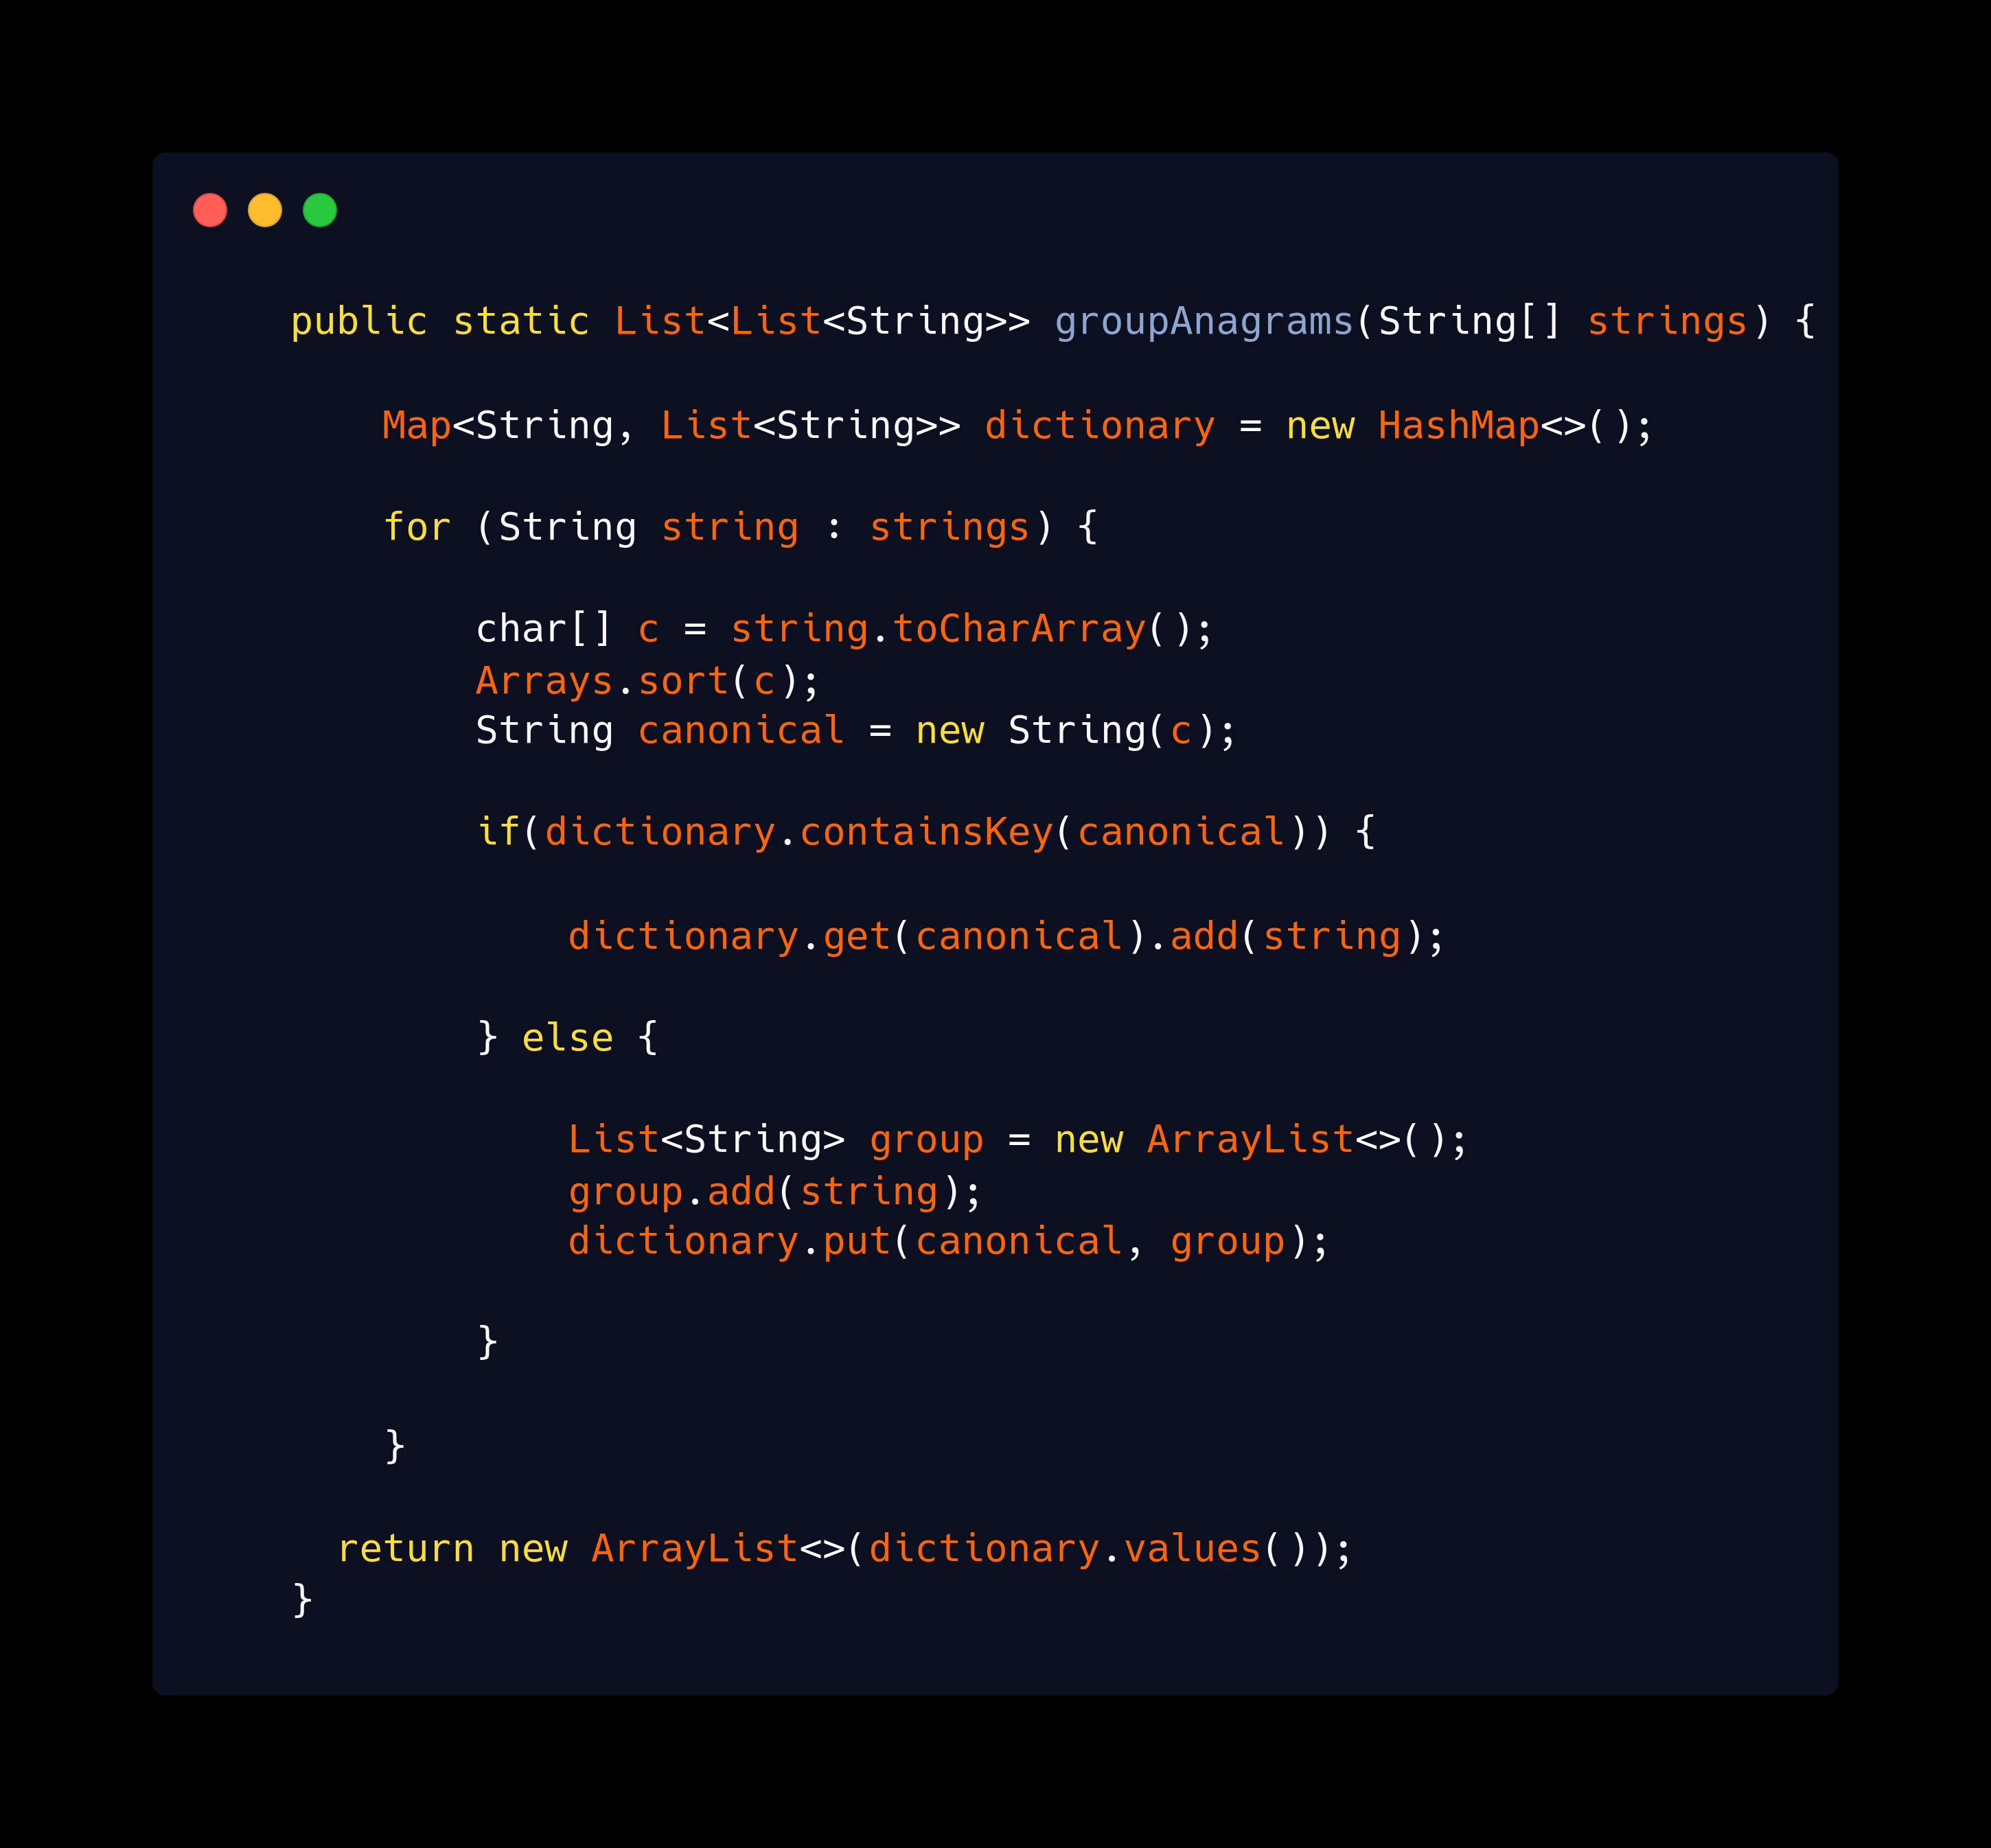 public static List<List<String>> groupAnagrams(String[] strings) {
Map<String, List<String>> dictionary = new HashMap<>();
for (String string : strings) {
char[] c = string.toCharArray();
Arrays.sort(c);
String canonical = new String(c);
if(dictionary.containsKey(canonical)) {
dictionary.get(canonical).add(string);
} else {
List<String> group = new ArrayList<>();
group.add(string);
dictionary.put(canonical, group);
}
}
return new ArrayList<>(dictionary.values());
}